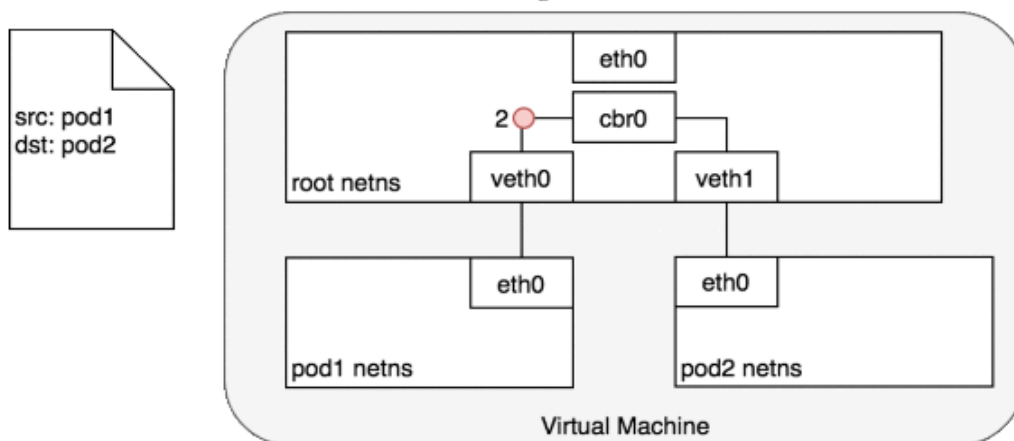 src: pod1
dst: pod2
eth0
2
cbr0
root netns
veth0
veth1
eth0
eth0
pod1 netns
pod2 netns
Virtual Machine